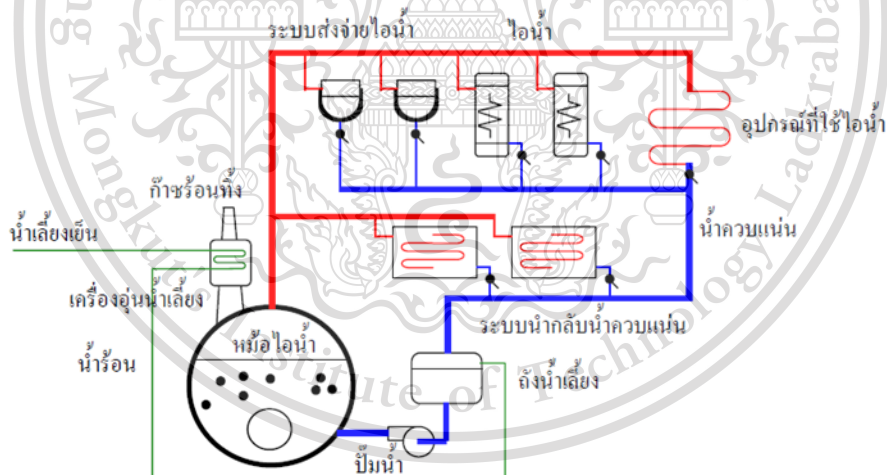 ระบบส่งจ่ายไอน้ำ
ไอน้ำ
อุปกรณ์ที่ใช้ไอน้ำ
ก๊าซร้อนทิ้ง
น้ำเลี้ยงเย็น
น้ำควบแน่น
เครื่องอุ่นน้ำเลี้ยง
ระบบนำกลับน้ำควบแน่น
หม้อไอน้ำ
น้ำร้อน
ถังน้ำเลี้ยง
ปั๊มน้ำ
Mongkut's Institute of Technology Ladkraba